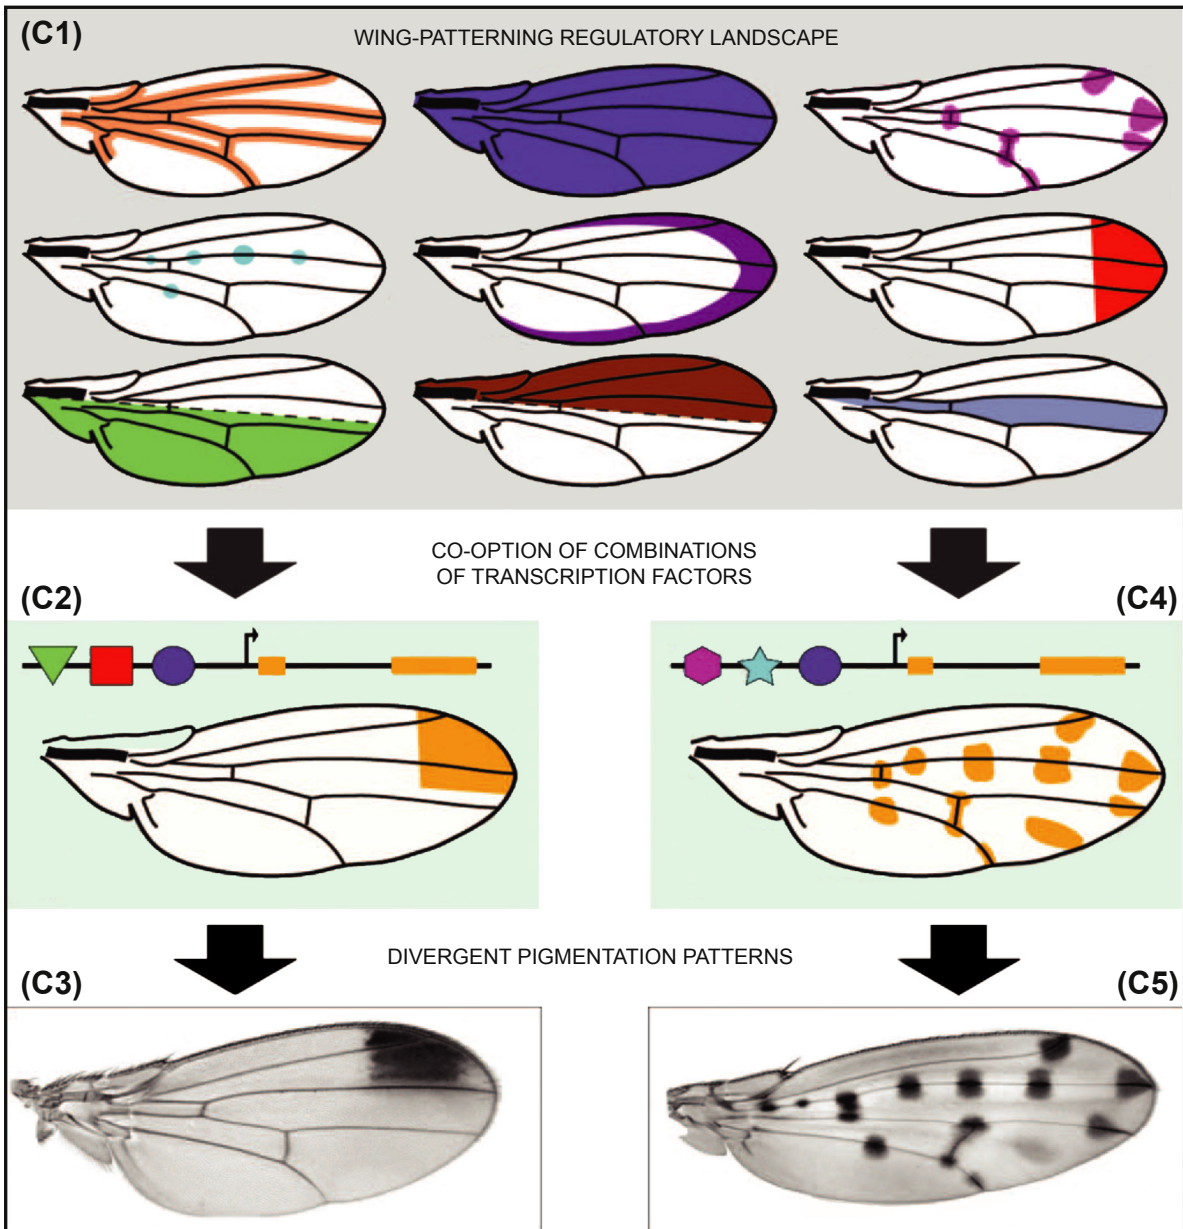 (C1)
WING-PATTERNING REGULATORY LANDSCAPE
CO-OPTION OF COMBINATIONS
OF TRANSCRIPTION FACTORS
(C2)
(C4)
DIVERGENT PIGMENTATION PATTERNS
(C3)
(C5)